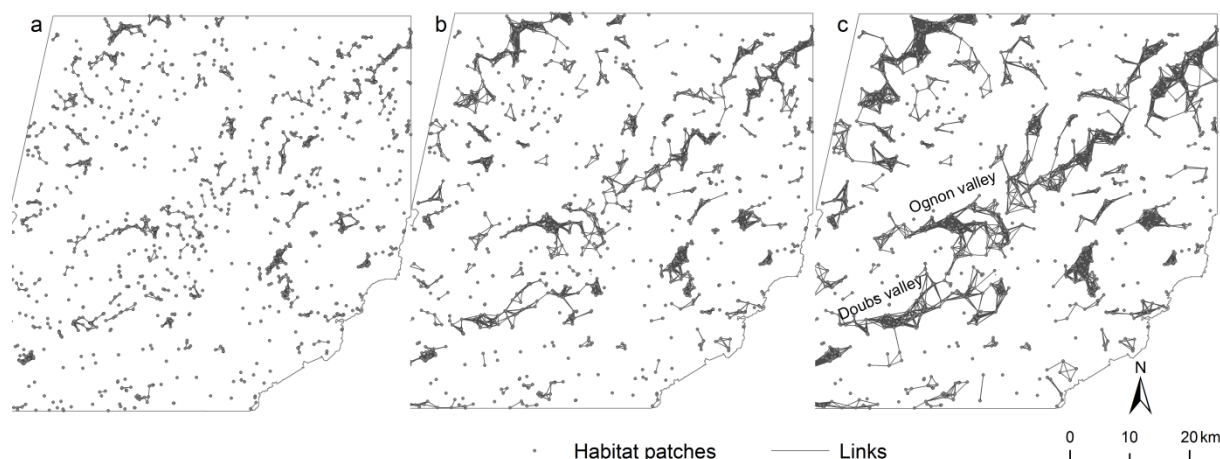 a
b
c
Ognon valley
Doubs valley
N
Habitat patches
Links
0 10 20 km